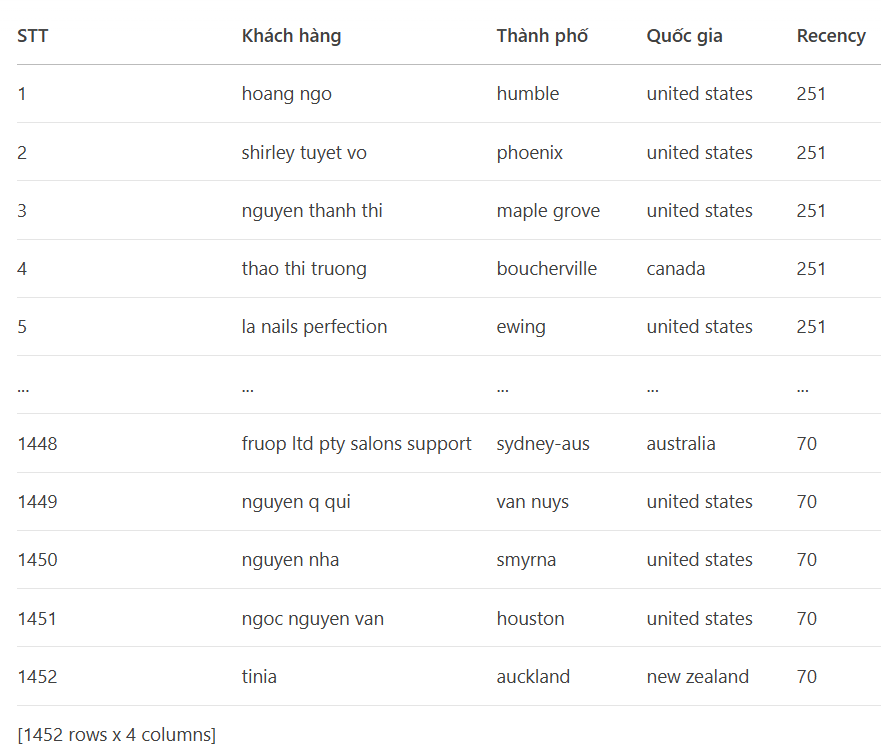 STT Khách hàng Thành phố Quốc gia Recency
1 hoang ngo humble united states 251
2 shirley tuyet vo phoenix united states 251
3 nguyen thanh thi maple grove united states 251
4 thao thi truong boucherville canada 251
5 la nails perfection ewing united states 251
... ... ... ... ...
1448 fruop ltd pty salons support sydney-aus australia 70
1449 nguyen q qui van nuys united states 70
1450 nguyen nha smyrna united states 70
1451 ngoc nguyen van houston united states 70
1452 tinia auckland new zealand 70
[1452 rows x 4 columns]